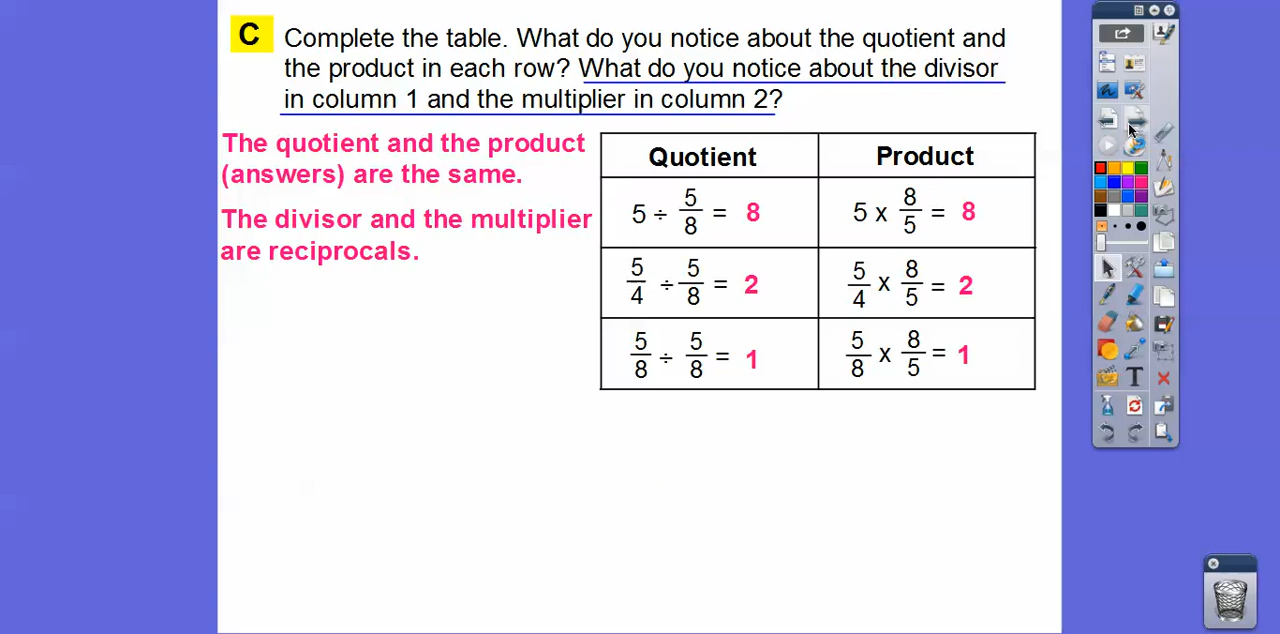 C
Complete the table. What do you notice about the quotient and
the product in each row? What do you notice about the divisor
in column 1 and the multiplier in column 2?
The quotient and the product
(answers) are the same.
The divisor and the multiplier
are reciprocals.
Quotient Product
5 ÷ 5/8 = 8 5 x 8/5 = 8
5/4 ÷ 5/8 = 2 5/4 x 8/5 = 2
5/8 ÷ 5/8 = 1 5/8 x 8/5 = 1
T